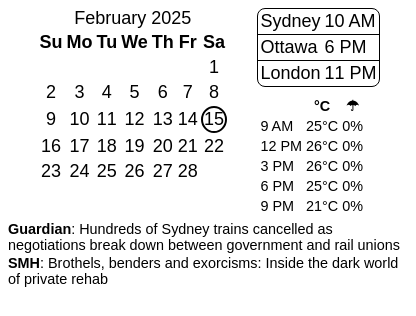 February 2025
Su Mo Tu We Th Fr Sa
1
2 3 4 5 6 7 8
9 10 11 12 13 14 15
16 17 18 19 20 21 22
23 24 25 26 27 28
Sydney 10 AM
Ottawa 6 PM
London 11 PM
°C ☂
9 AM 25°C 0%
12 PM 26°C 0%
3 PM 26°C 0%
6 PM 25°C 0%
9 PM 21°C 0%
Guardian: Hundreds of Sydney trains cancelled as
negotiations break down between government and rail unions
SMH: Brothels, benders and exorcisms: Inside the dark world
of private rehab